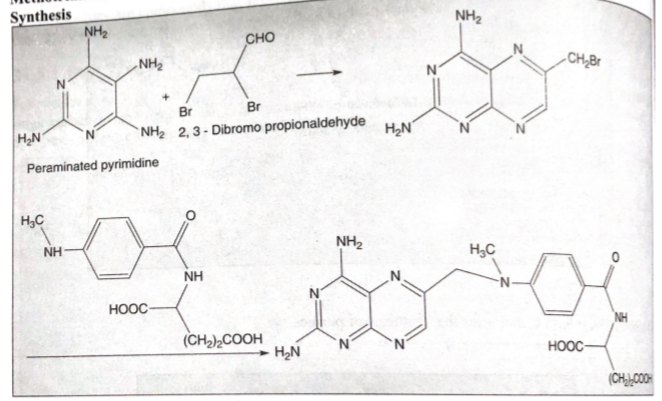 Synthesis
NH₂
NH₂
N
H₂N
N
NH₂
Peraminated pyrimidine
+
CHO
Br
Br
2, 3 - Dibromo propionaldehyde
NH₂
N
N
CH₂Br
H₂N
N
N
H₃C
NH
O
NH
HOOC
(CH₂)₂COOH
NH₂
N
N
H₂N
N
N
H₃C
N
O
NH
HOOC
(CH₂)₂COOH